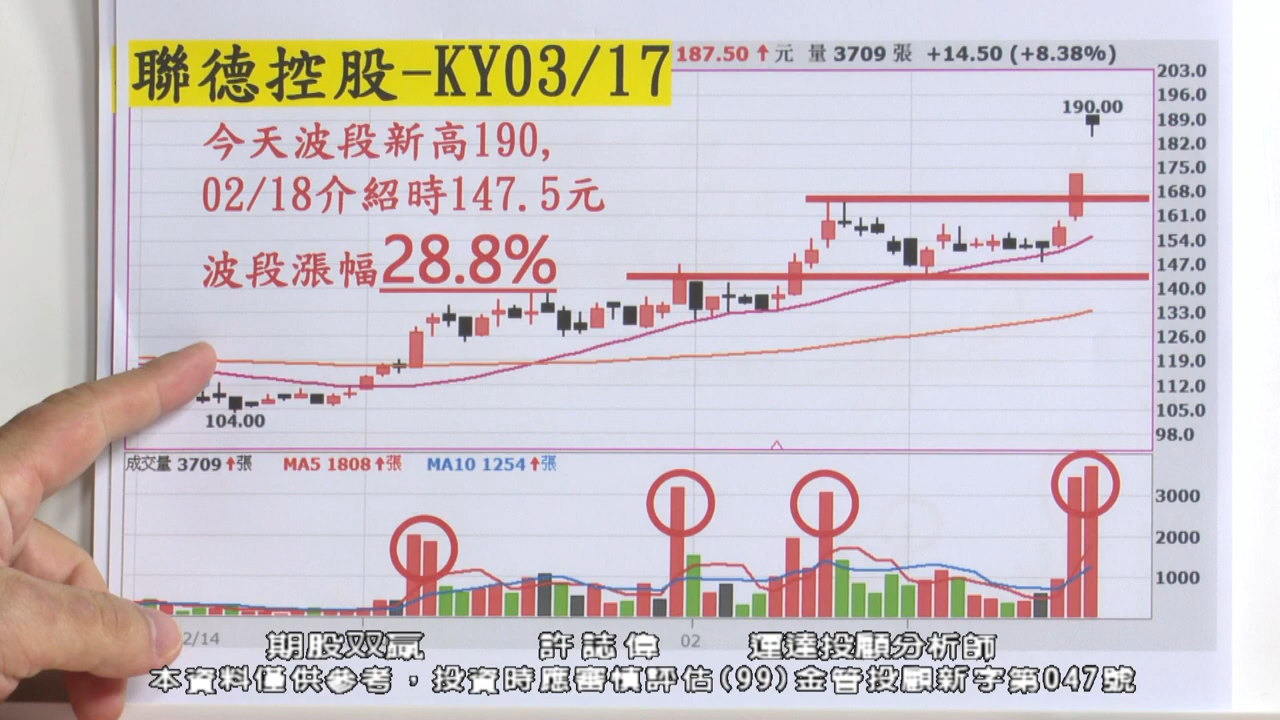 聯德控股-KY03/17
187.50↑元 量 3709 張 +14.50 (+8.38%)
今天波段新高190,
02/18介紹時147.5元
波段漲幅28.8%
190.00
104.00
203.0
196.0
189.0
182.0
175.0
168.0
161.0
154.0
147.0
140.0
133.0
126.0
119.0
112.0
105.0
98.0
成交量 3709↑張 MA5 1808↑張 MA10 1254↑張
3000
2000
1000
2/14
02
期股双贏 許誌偉 運達投顧分析師
本資料僅供參考，投資時應審慎評估(99)金管投顧新字第047號